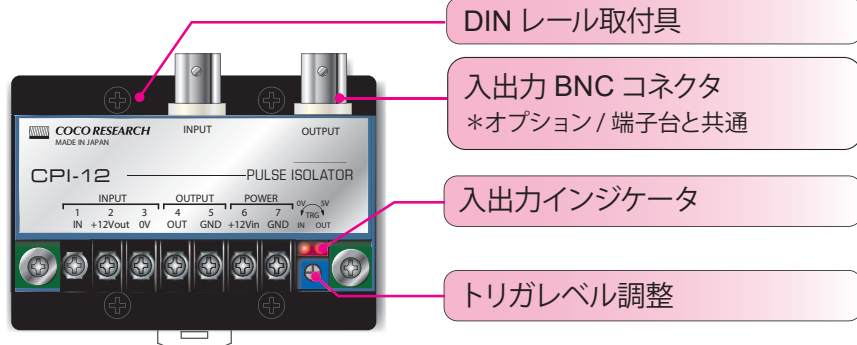 DIN レール取付具
入出力 BNC コネクタ
＊オプション / 端子台と共通
入出力インジケータ
トリガレベル調整
COCO RESEARCH
MADE IN JAPAN
INPUT
OUTPUT
CPI-12
PULSE ISOLATOR
INPUT OUTPUT POWER
0V 5V
TRG
1 2 3 4 5 6 7
IN +12Vout 0V OUT GND +12Vin GND IN OUT